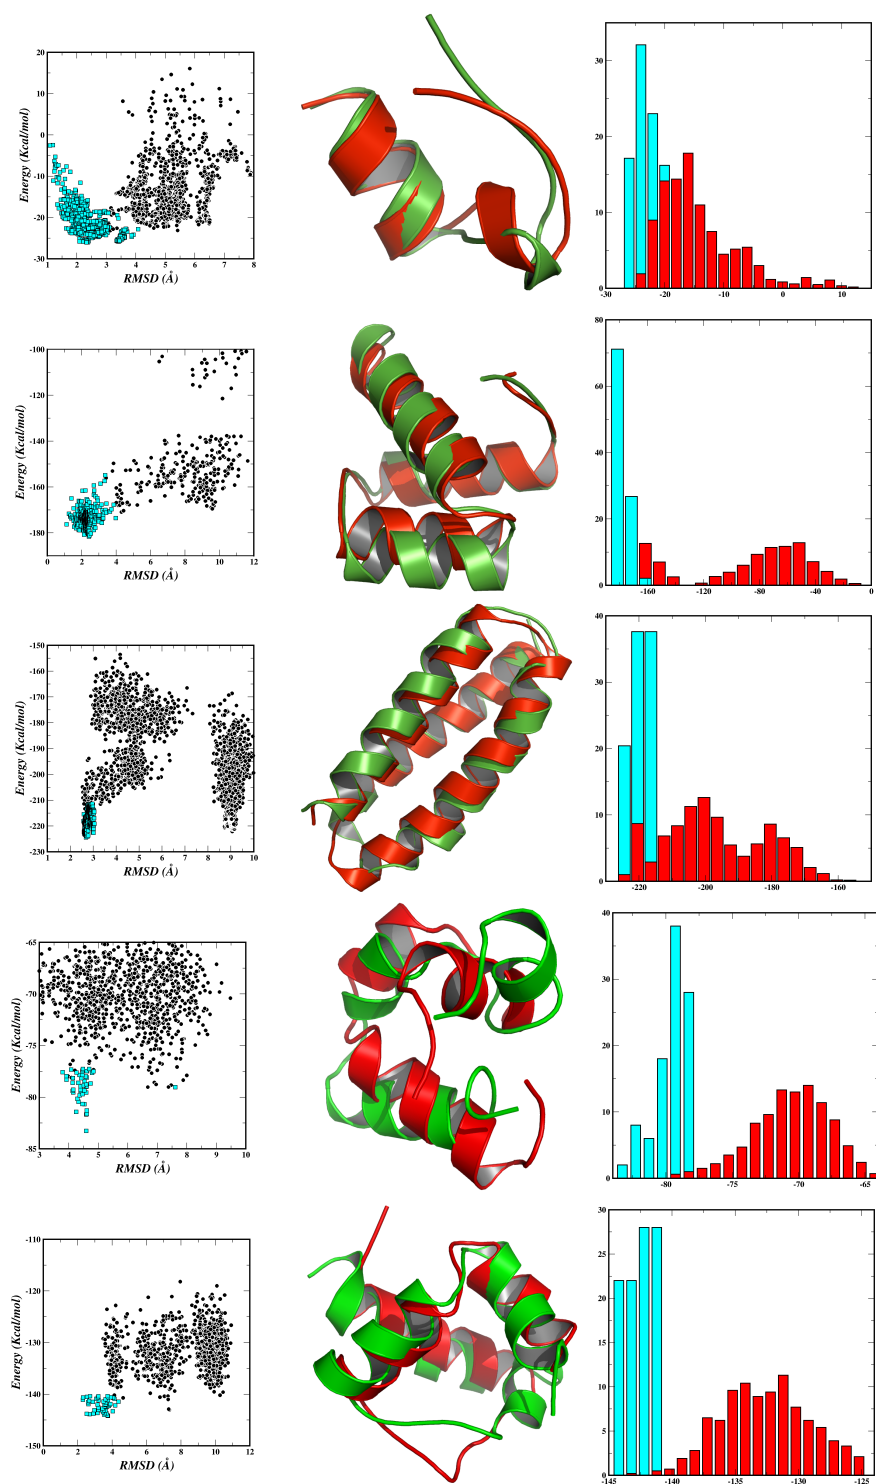 Energy (Kcal/mol)
20
10
0
-10
-20
-30
1 2 3 4 5 6 7 8
RMSD (Å)
30
20
10
0
-30 -20 -10 0 10
Energy (Kcal/mol)
-100
-120
-140
-160
-180
0 2 4 6 8 10 12
RMSD (Å)
80
60
40
20
0
-160 -120 -80 -40 0
Energy (Kcal/mol)
-150
-160
-170
-180
-190
-200
-210
-220
-230
1 2 3 4 5 6 7 8 9 10
RMSD (Å)
40
30
20
10
0
-220 -200 -180 -160
Energy (Kcal/mol)
-65
-70
-75
-80
-85
3 4 5 6 7 8 9 10
RMSD (Å)
40
30
20
10
0
-80 -75 -70 -65
Energy (Kcal/mol)
-110
-120
-130
-140
-150
0 2 4 6 8 10 12
RMSD (Å)
30
25
20
15
10
5
0
-145 -140 -135 -130 -125